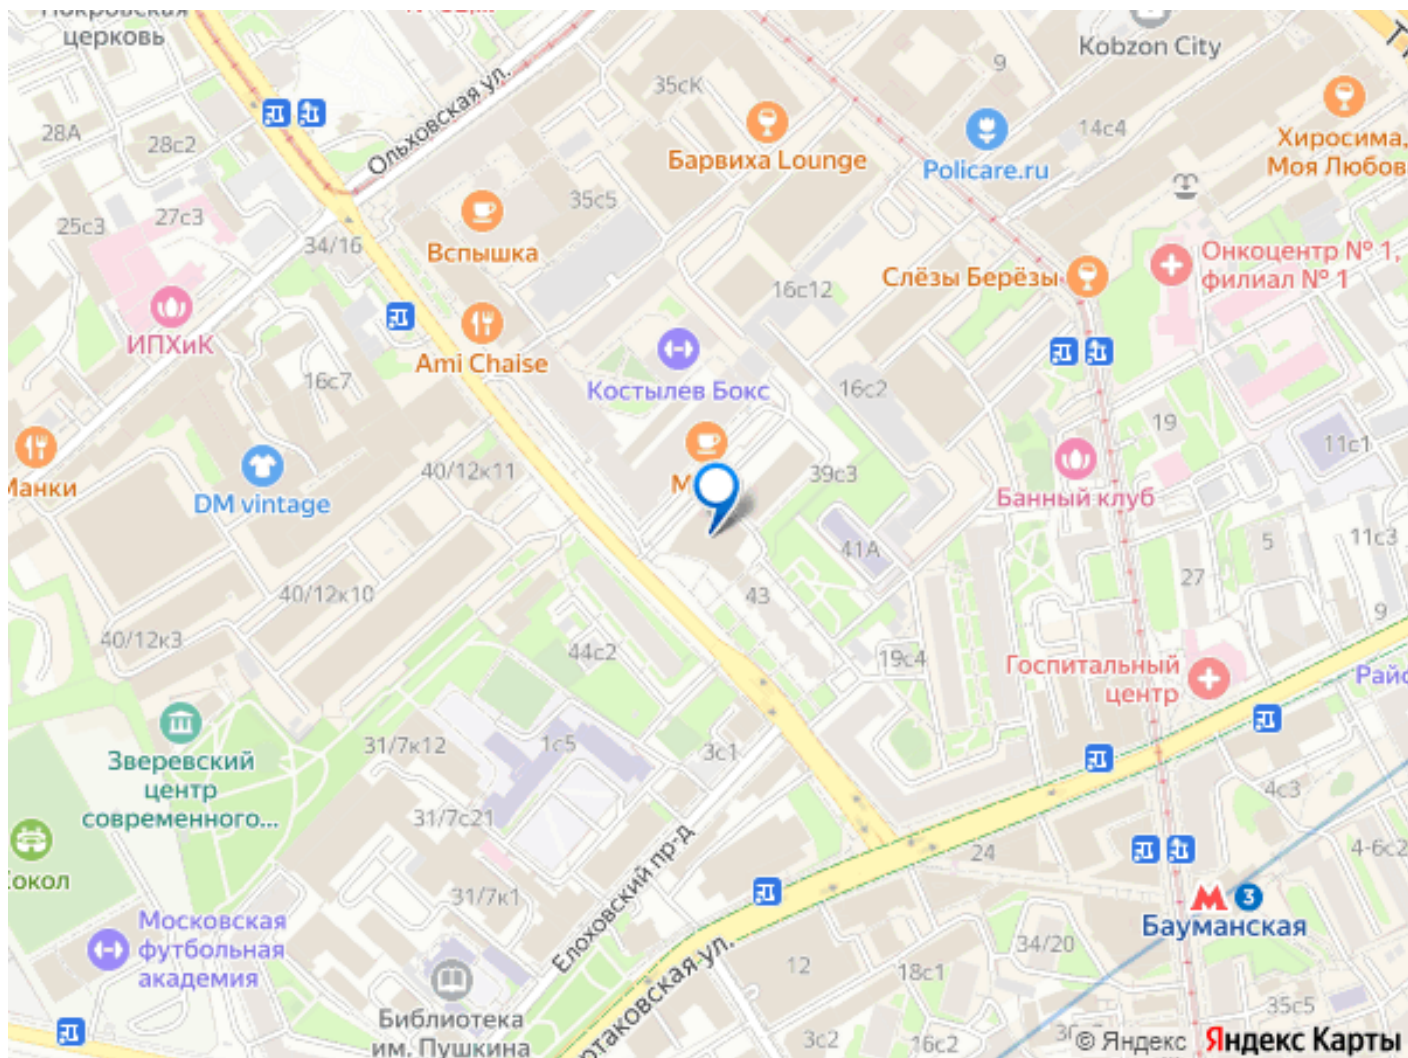 Покровская
церковь
Ольховская ул.
35сК
9
Kobzon City
28А
28с2
Барвиха Lounge
Policare.ru
14с4
Хиросима,
Моя Любов
25с3
27с3
34/16
35с5
Вспышка
16с12
Слёзы Берёзы
Онкоцентр № 1,
филиал № 1
ИПХиК
Ami Chaise
16с7
Костылев Бокс
16с2
19
11с1
Манки
DM vintage
40/12к11
39с3
Банный клуб
41А
5
11с3
27
9
40/12к10
43
40/12к3
44с2
19с4
Госпитальный
центр
Зверевский
центр
современного...
31/7к12
1с5
3с1
4с3
31/7с21
24
4-6с2
Сокол
31/7к1
Елоховский пр-д
3
Бауманская
Московская
футбольная
академия
34/20
12
18с1
35с5
Библиотека
им. Пушкина
ртаковская ул.
3с2
16с2
© Яндекс
Яндекс Карты